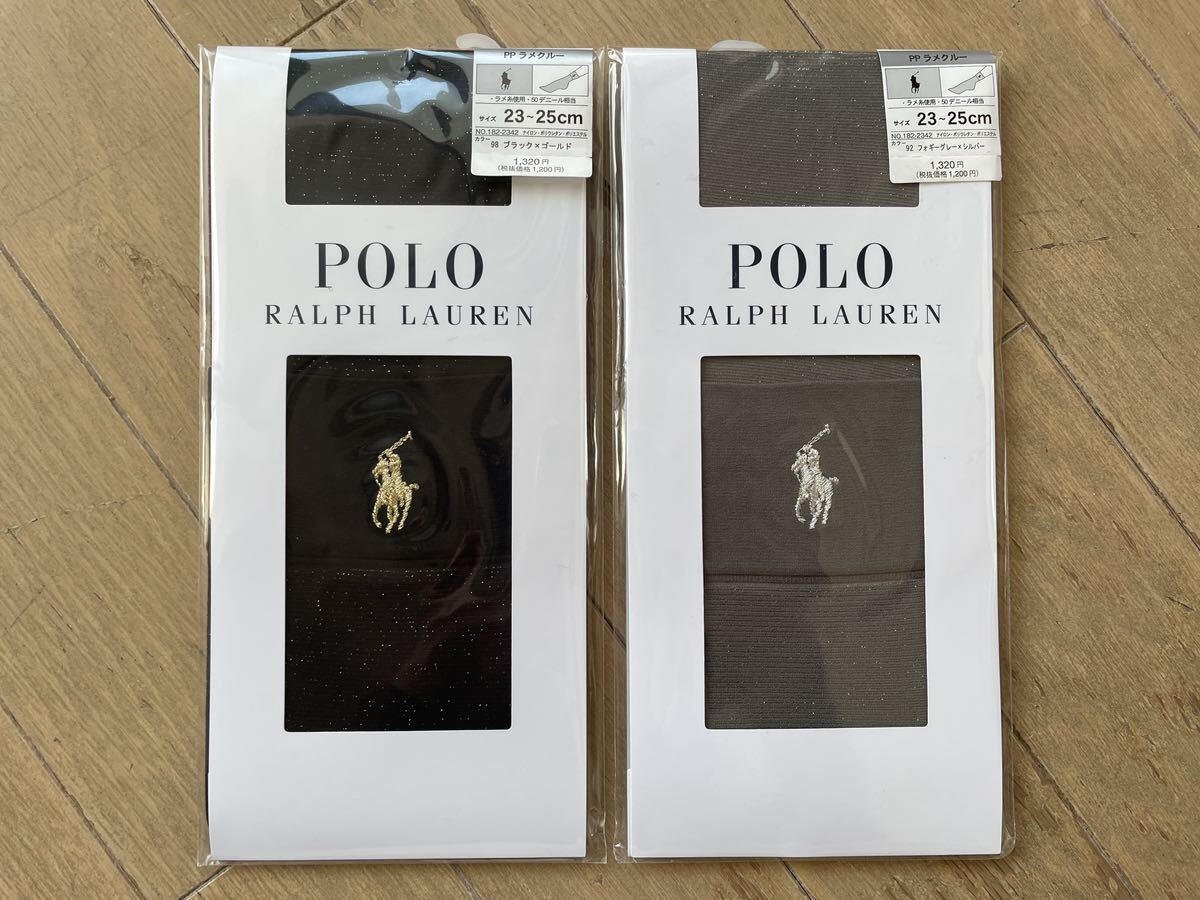 PP ラメクルー
・ラメ糸使用・50デニール相当
サイズ 23~25cm
NO.182-2342 ナイロン・ポリウレタン・ポリエステル
カラー 98 ブラック×ゴールド
1,320円
(税抜価格1,200円)
POLO
RALPH LAUREN
PP ラメクルー
・ラメ糸使用・50デニール相当
サイズ 23~25cm
NO.182-2342 ナイロン・ポリウレタン・ポリエステル
カラー 92 フォギーグレー×シルバー
1,320円
(税抜価格1,200円)
POLO
RALPH LAUREN